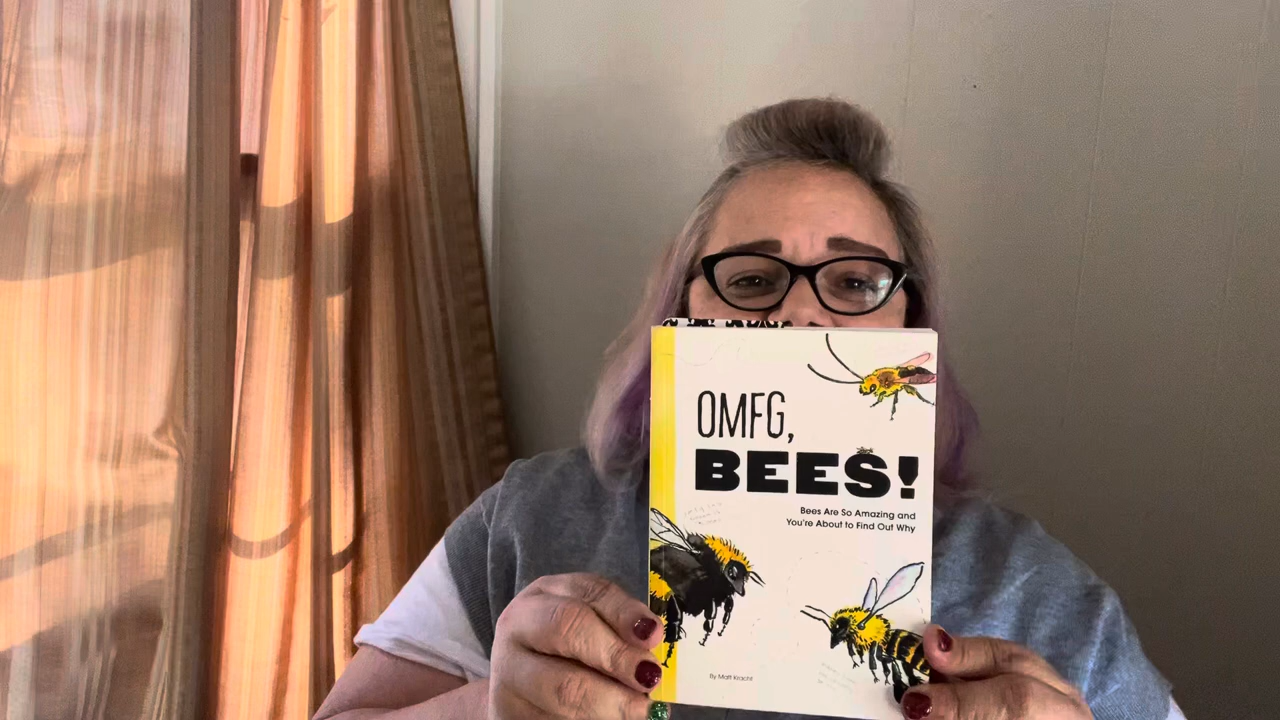 OMFG,
BEES!
Bees Are So Amazing and
You're About to Find Out Why
By Matt Kracht